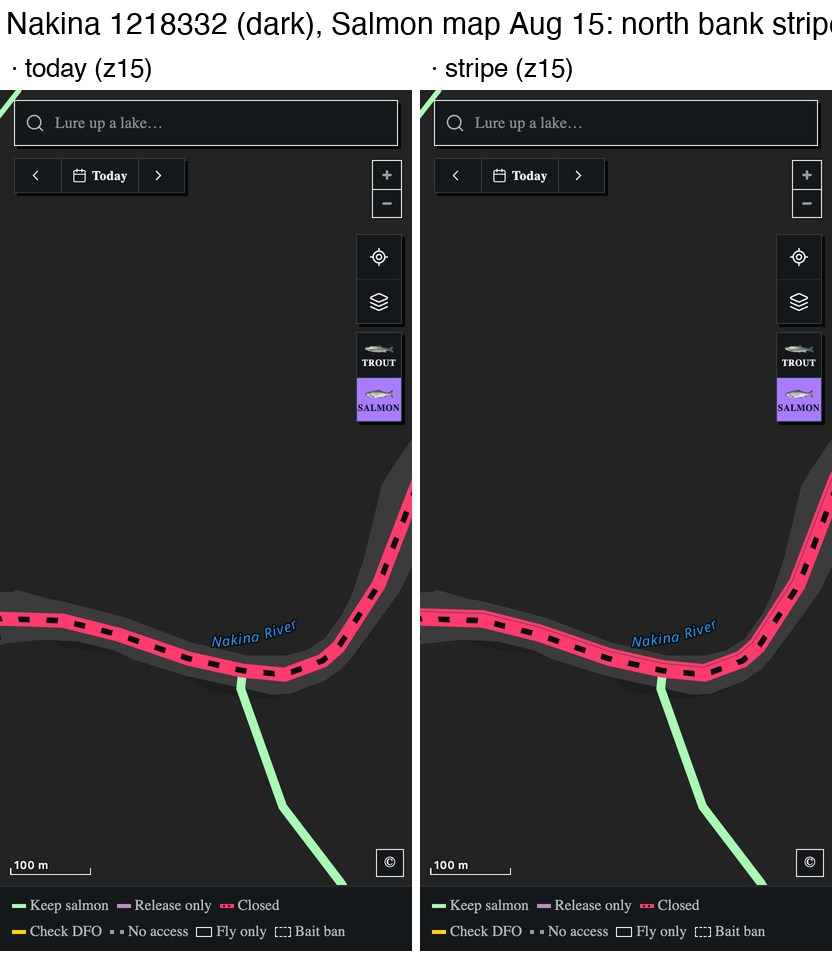 Nakina 1218332 (dark), Salmon map Aug 15: north bank stripe
· today (z15)
· stripe (z15)
Lure up a lake…
Today
+
−
TROUT
SALMON
Nakina River
100 m
©
Keep salmon Release only Closed
Check DFO No access Fly only Bait ban
Lure up a lake…
Today
+
−
TROUT
SALMON
Nakina River
100 m
©
Keep salmon Release only Closed
Check DFO No access Fly only Bait ban